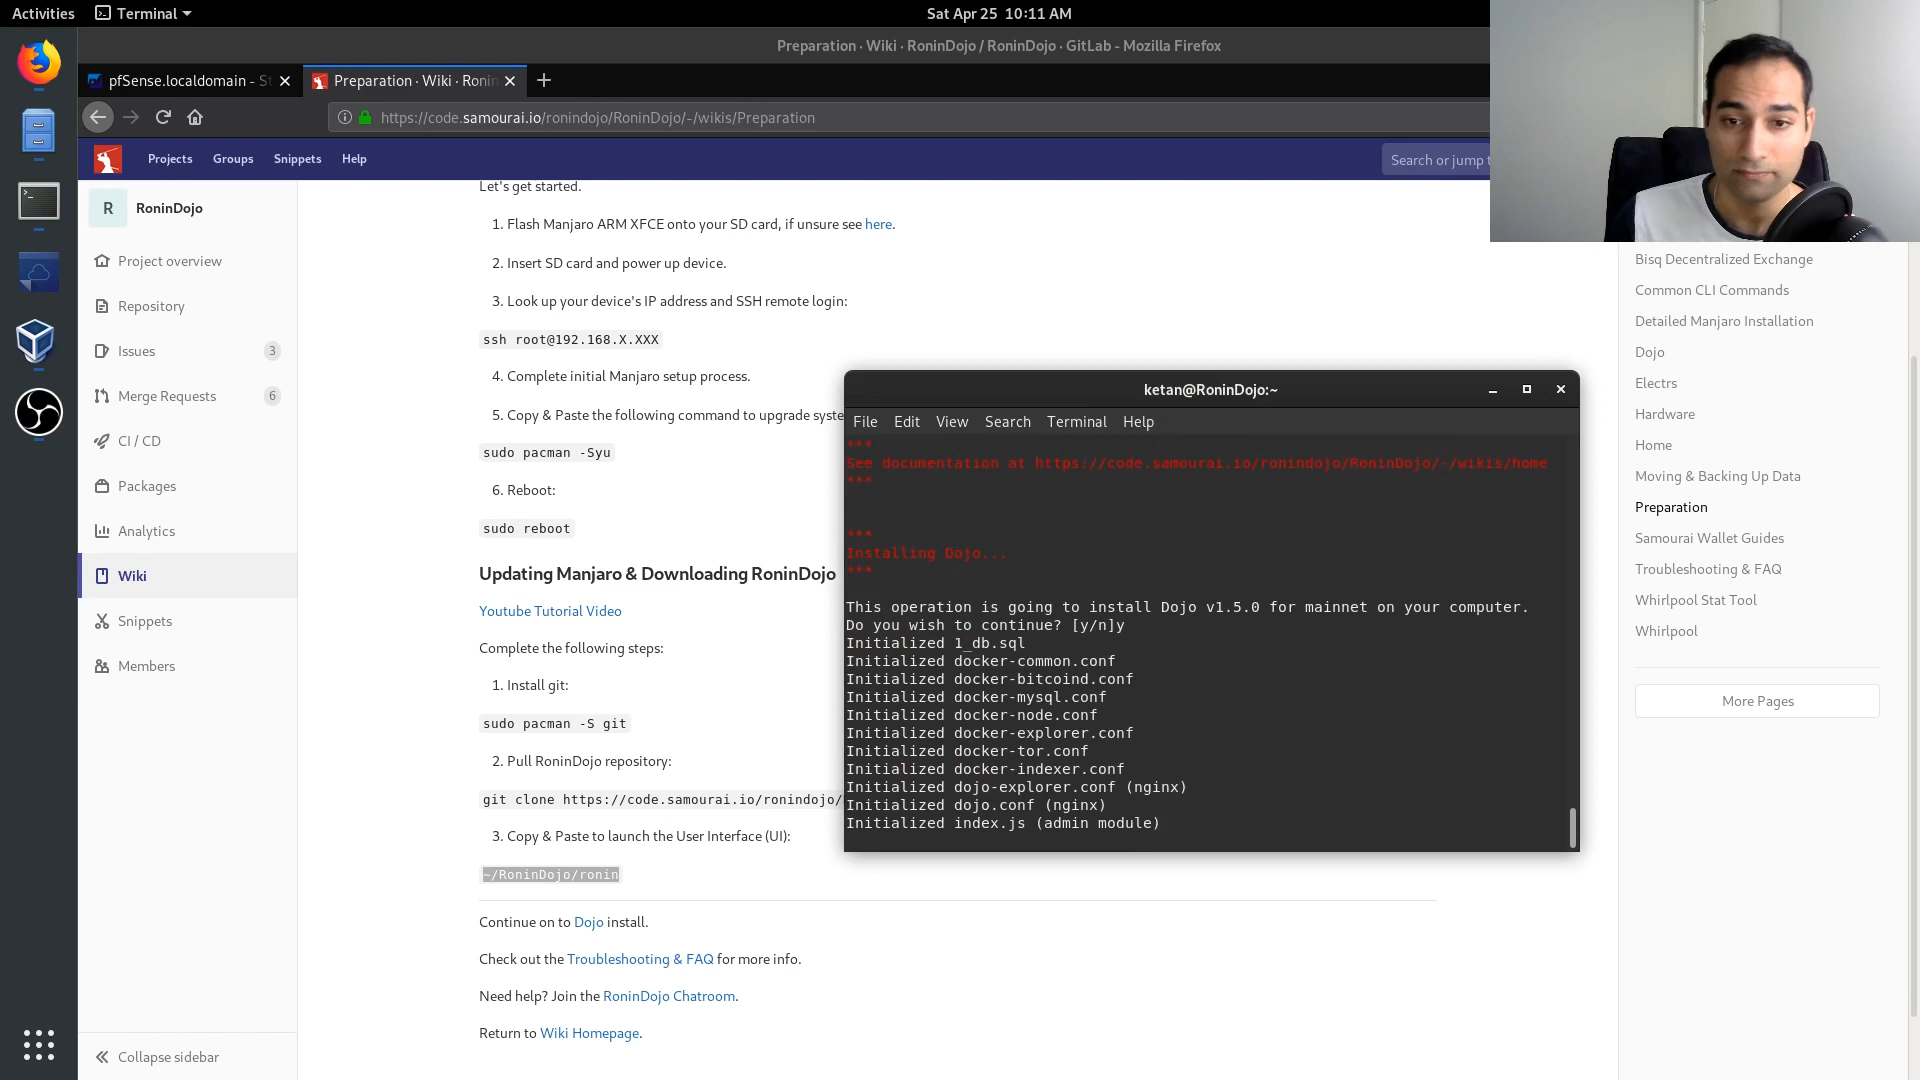 Activities
Terminal
Sat Apr 25 10:11 AM
Preparation · Wiki · RoninDojo / RoninDojo · GitLab - Mozilla Firefox
pfSense.localdomain - St
Preparation · Wiki · Ronin
https://code.samourai.io/ronindojo/RoninDojo/-/wikis/Preparation
Projects
Groups
Snippets
Help
Search or jump t
R
RoninDojo
Project overview
Repository
Issues
3
Merge Requests
6
CI / CD
Packages
Analytics
Wiki
Snippets
Members
Collapse sidebar
Let's get started.
1. Flash Manjaro ARM XFCE onto your SD card, if unsure see here.
2. Insert SD card and power up device.
3. Look up your device's IP address and SSH remote login:
ssh root@192.168.X.XXX
4. Complete initial Manjaro setup process.
5. Copy & Paste the following command to upgrade syste
sudo pacman -Syu
6. Reboot:
sudo reboot
Updating Manjaro & Downloading RoninDojo
Youtube Tutorial Video
Complete the following steps:
1. Install git:
sudo pacman -S git
2. Pull RoninDojo repository:
git clone https://code.samourai.io/ronindojo/
3. Copy & Paste to launch the User Interface (UI):
~/RoninDojo/ronin
Continue on to Dojo install.
Check out the Troubleshooting & FAQ for more info.
Need help? Join the RoninDojo Chatroom.
Return to Wiki Homepage.
ketan@RoninDojo:~
File Edit View Search Terminal Help
***
See documentation at https://code.samourai.io/ronindojo/RoninDojo/-/wikis/home
***
***
Installing Dojo...
***
This operation is going to install Dojo v1.5.0 for mainnet on your computer.
Do you wish to continue? [y/n]y
Initialized 1_db.sql
Initialized docker-common.conf
Initialized docker-bitcoind.conf
Initialized docker-mysql.conf
Initialized docker-node.conf
Initialized docker-explorer.conf
Initialized docker-tor.conf
Initialized docker-indexer.conf
Initialized dojo-explorer.conf (nginx)
Initialized dojo.conf (nginx)
Initialized index.js (admin module)
Bisq Decentralized Exchange
Common CLI Commands
Detailed Manjaro Installation
Dojo
Electrs
Hardware
Home
Moving & Backing Up Data
Preparation
Samourai Wallet Guides
Troubleshooting & FAQ
Whirlpool Stat Tool
Whirlpool
More Pages